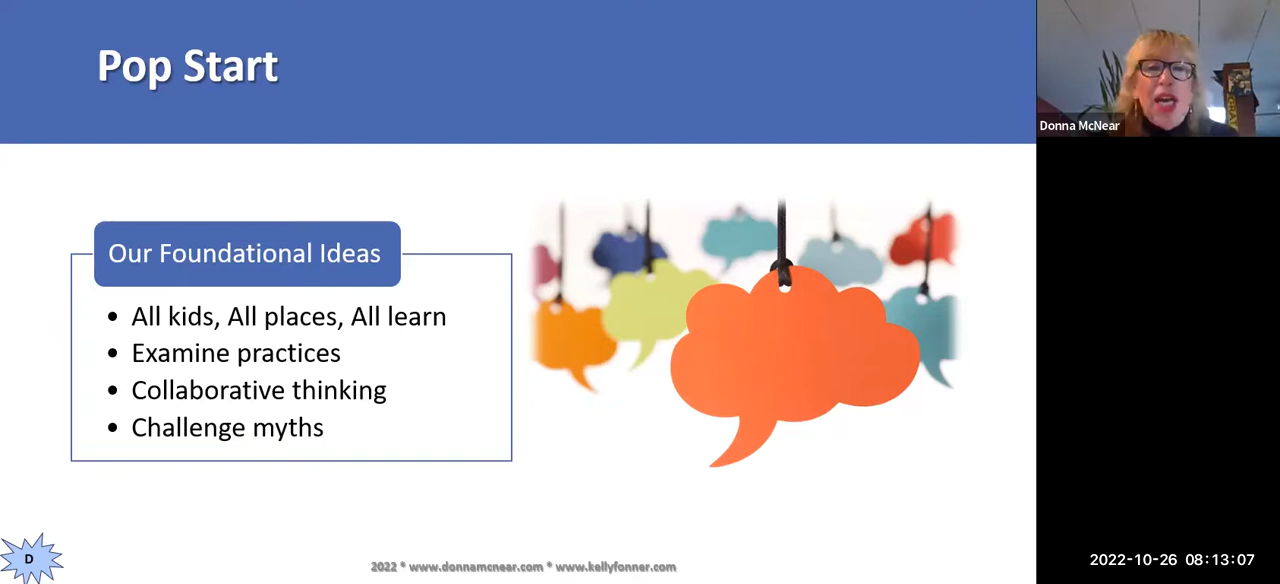 Pop Start
Our Foundational Ideas
• All kids, All places, All learn
• Examine practices
• Collaborative thinking
• Challenge myths
D
2022 * www.donnamcnear.com * www.kellyfonner.com
Donna McNear
2022-10-26 08:13:07